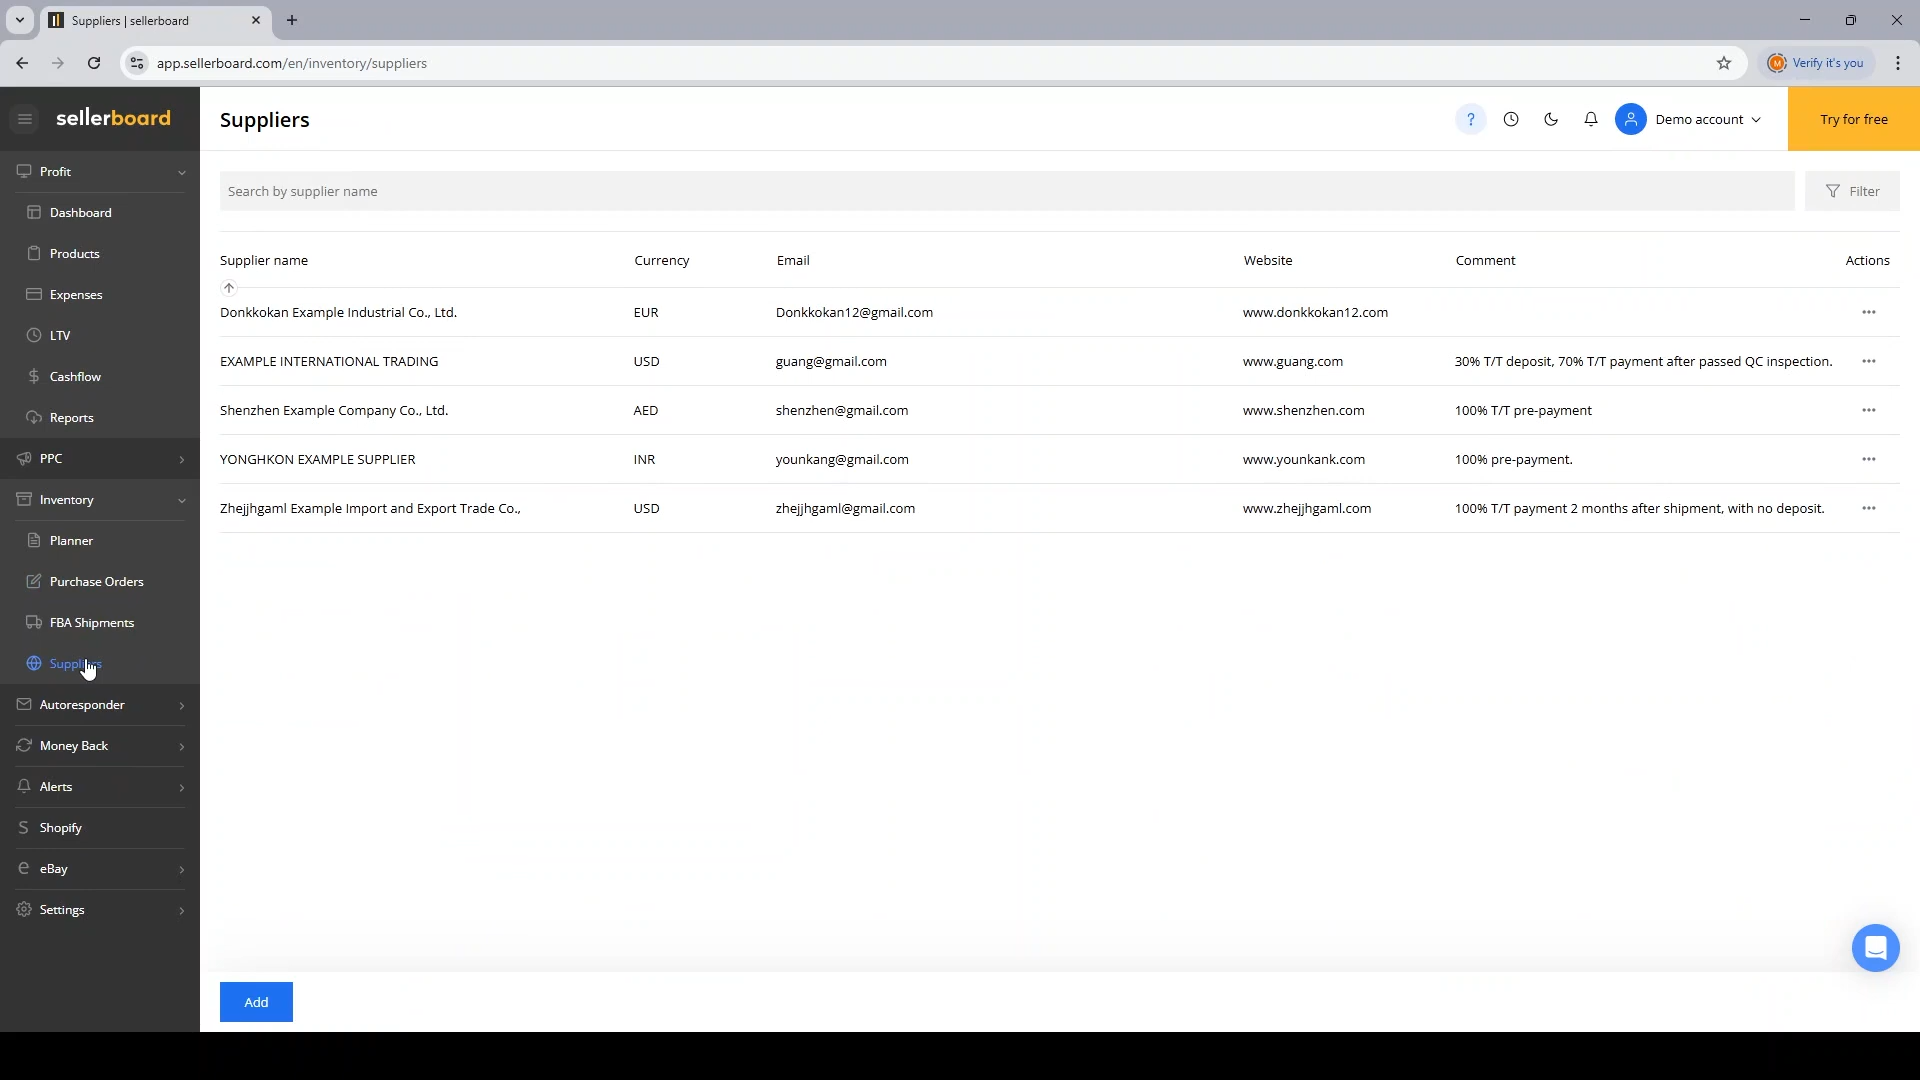 Suppliers | sellerboard
app.sellerboard.com/en/inventory/suppliers
Verify it's you
sellerboard
Suppliers
?
Demo account
Try for free
Profit
Dashboard
Products
Expenses
LTV
Cashflow
Reports
PPC
Inventory
Planner
Purchase Orders
FBA Shipments
Suppliers
Autoresponder
Money Back
Alerts
Shopify
eBay
Settings
Search by supplier name
Filter
Supplier name Currency Email Website Comment Actions
Donkkokan Example Industrial Co., Ltd. EUR Donkkokan12@gmail.com www.donkkokan12.com
EXAMPLE INTERNATIONAL TRADING USD guang@gmail.com www.guang.com 30% T/T deposit, 70% T/T payment after passed QC inspection.
Shenzhen Example Company Co., Ltd. AED shenzhen@gmail.com www.shenzhen.com 100% T/T pre-payment
YONGHKON EXAMPLE SUPPLIER INR younkang@gmail.com www.younkank.com 100% pre-payment.
Zhejjhgaml Example Import and Export Trade Co., USD zhejjhgaml@gmail.com www.zhejjhgaml.com 100% T/T payment 2 months after shipment, with no deposit.
Add